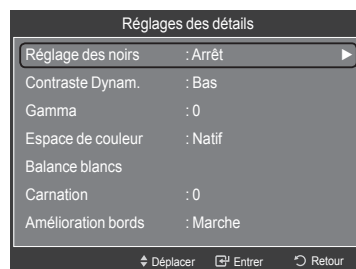 Réglages des détails
Réglage des noirs : Arrêt
Contraste Dynam. : Bas
Gamma : 0
Espace de couleur : Natif
Balance blancs
Carnation : 0
Amélioration bords : Marche
Déplacer Entrer Retour